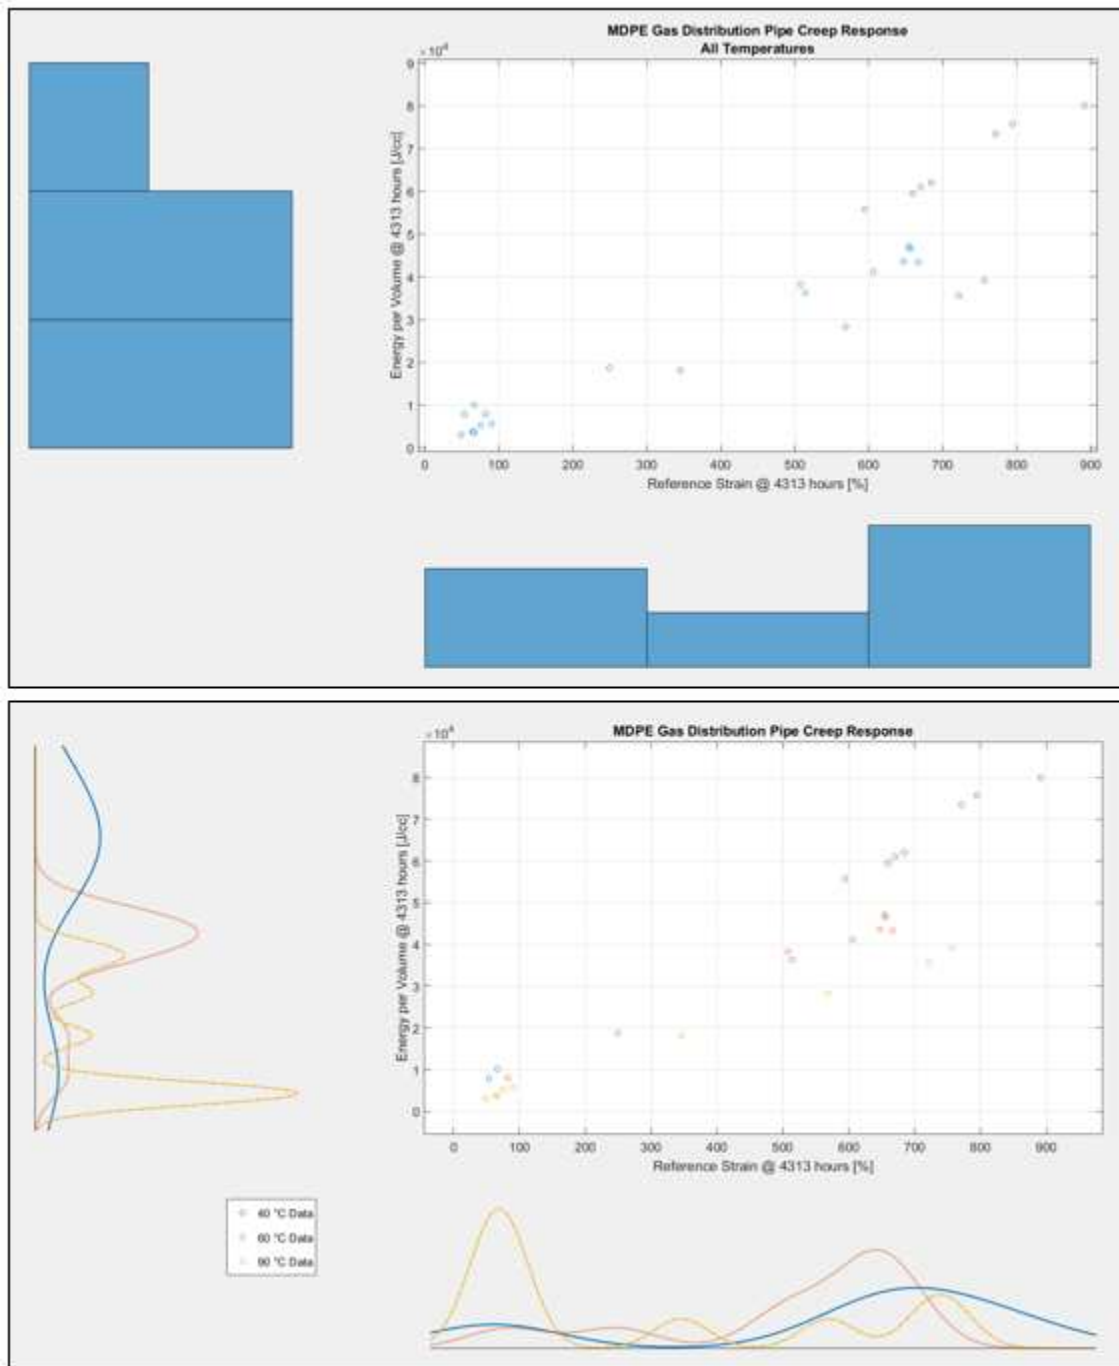 MDPE Gas Distribution Pipe Creep Response
All Temperatures
×10⁴
9
8
7
6
5
4
3
2
1
0
Energy per Volume @ 4313 hours [J/cc]
0 100 200 300 400 500 600 700 800 900
Reference Strain @ 4313 hours [%]
MDPE Gas Distribution Pipe Creep Response
×10⁴
8
7
6
5
4
3
2
1
0
Energy per Volume @ 4313 hours [J/cc]
0 100 200 300 400 500 600 700 800 900
Reference Strain @ 4313 hours [%]
°C Data
°C Data
°C Data